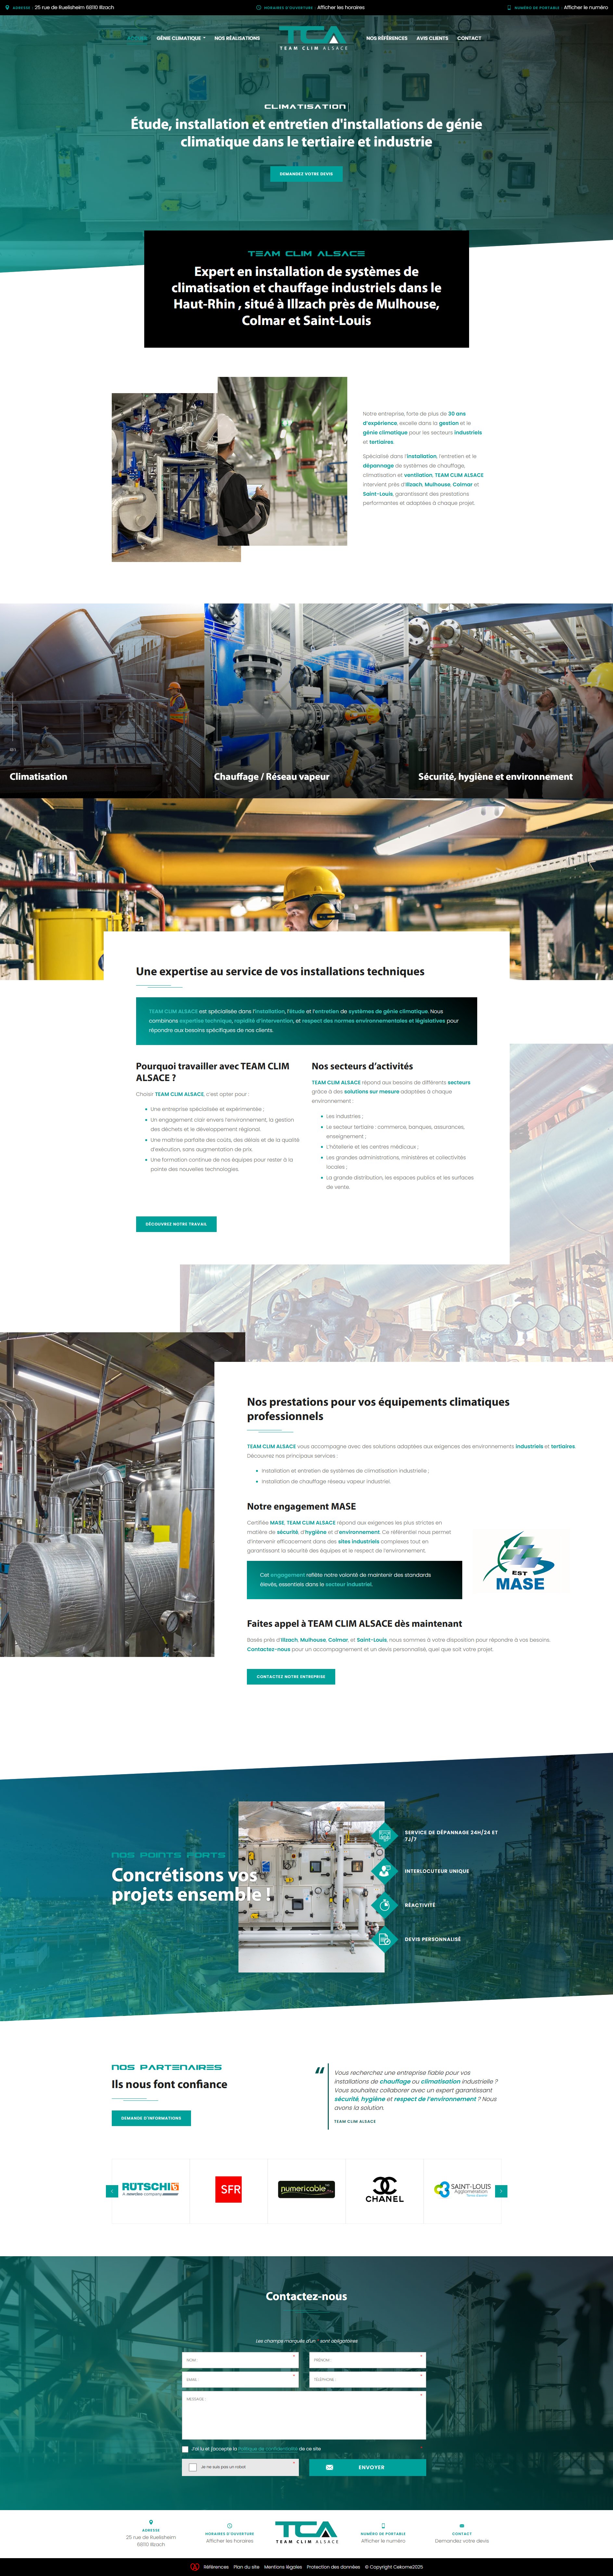 ADRESSE : 25 rue de Ruelisheim 68110 Illzach
HORAIRES D'OUVERTURE : Afficher les horaires
NUMÉRO DE PORTABLE : Afficher le numéro
GÉNIE CLIMATIQUE
NOS RÉALISATIONS
TCA
TEAM CLIM ALSACE
NOS RÉFÉRENCES
AVIS CLIENTS
CONTACT
CLIMATISATION
Étude, installation et entretien d'installations de génie
climatique dans le tertiaire et industrie
DEMANDEZ VOTRE DEVIS
TEAM CLIM ALSACE
Expert en installation de systèmes de
climatisation et chauffage industriels dans le
Haut-Rhin , situé à Illzach près de Mulhouse,
Colmar et Saint-Louis
Notre entreprise, forte de plus de 30 ans
d'expérience, excelle dans la gestion et le
génie climatique pour les secteurs industriels
et tertiaires.
Spécialisé dans l'installation, l'entretien et le
dépannage de systèmes de chauffage,
climatisation et ventilation, TEAM CLIM ALSACE
intervient près d'Illzach, Mulhouse, Colmar et
Saint-Louis, garantissant des prestations
performantes et adaptées à chaque projet.
Climatisation
Chauffage / Réseau vapeur
Sécurité, hygiène et environnement
Une expertise au service de vos installations techniques
TEAM CLIM ALSACE est spécialisée dans l'installation, l'étude et l'entretien de systèmes de génie climatique. Nous
combinons expertise technique, rapidité d'intervention, et respect des normes environnementales et législatives pour
répondre aux besoins spécifiques de nos clients.
Pourquoi travailler avec TEAM CLIM
ALSACE ?
Choisir TEAM CLIM ALSACE, c'est opter pour :
Une entreprise spécialisée et expérimentée ;
Un engagement clair envers l'environnement, la gestion
des déchets et le développement régional.
Une maîtrise parfaite des coûts, des délais et de la qualité
d'exécution, sans augmentation de prix.
Une formation continue de nos équipes pour rester à la
pointe des nouvelles technologies.
Nos secteurs d'activités
TEAM CLIM ALSACE répond aux besoins de différents secteurs
grâce à des solutions sur mesure adaptées à chaque
environnement :
Les industries ;
Le secteur tertiaire : commerce, banques, assurances,
enseignement ;
L'hôtellerie et les centres médicaux ;
Les grandes administrations, ministères et collectivités
locales ;
La grande distribution, les espaces publics et les surfaces
de vente.
DÉCOUVREZ NOTRE TRAVAIL
Nos prestations pour vos équipements climatiques
professionnels
TEAM CLIM ALSACE vous accompagne avec des solutions adaptées aux exigences des environnements industriels et tertiaires.
Découvrez nos principaux services :
Installation et entretien de systèmes de climatisation industrielle ;
Installation de chauffage réseau vapeur industriel.
Notre engagement MASE
Certifiée MASE, TEAM CLIM ALSACE répond aux exigences les plus strictes en
matière de sécurité, d'hygiène et d'environnement. Ce référentiel nous permet
d'intervenir efficacement dans des sites industriels complexes tout en
garantissant la sécurité des équipes et le respect de l'environnement.
Cet engagement reflète notre volonté de maintenir des standards
élevés, essentiels dans le secteur industriel.
EST
MASE
Faites appel à TEAM CLIM ALSACE dès maintenant
Basés près d'Illzach, Mulhouse, Colmar, et Saint-Louis, nous sommes à votre disposition pour répondre à vos besoins.
Contactez-nous pour un accompagnement et un devis personnalisé, quel que soit votre projet.
CONTACTEZ NOTRE ENTREPRISE
NOS POINTS FORTS
Concrétisons vos
projets ensemble !
SERVICE DE DÉPANNAGE 24H/24 ET
7J/7
INTERLOCUTEUR UNIQUE
RÉACTIVITÉ
DEVIS PERSONNALISÉ
NOS PARTENAIRES
Ils nous font confiance
DEMANDE D'INFORMATIONS
Vous recherchez une entreprise fiable pour vos
installations de chauffage ou climatisation industrielle ?
Vous souhaitez collaborer avec un expert garantissant
sécurité, hygiène et respect de l'environnement ? Nous
avons la solution.
TEAM CLIM ALSACE
RUTSCHI
SFR
numericable
CHANEL
SAINT-LOUIS
Agglomération
Contactez-nous
Les champs marqués d'un * sont obligatoires
NOM *
PRÉNOM *
EMAIL *
TÉLÉPHONE *
MESSAGE : *
J'ai lu et j'accepte la Politique de confidentialité de ce site
Je ne suis pas un robot *
ENVOYER
ADRESSE
25 rue de Ruelisheim
68110 Illzach
HORAIRES D'OUVERTURE
Afficher les horaires
TCA
TEAM CLIM ALSACE
NUMÉRO DE PORTABLE
Afficher le numéro
CONTACT
Demandez votre devis
Références Plan du site Mentions légales Protection des données © Copyright Cekome2025